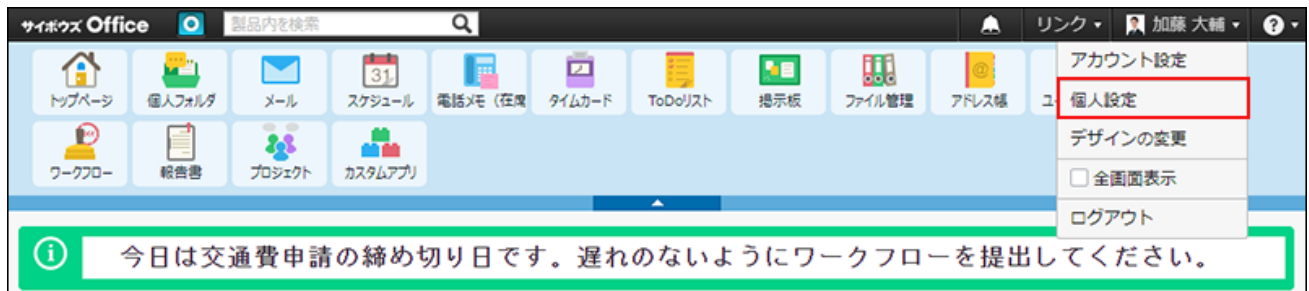 サイボウズ Office 製品内を検索 リンク 加藤 大輔 ?
トップページ 個人フォルダ メール スケジュール 電話メモ（在席 タイムカード ToDoリスト 掲示板 ファイル管理 アドレス帳 ユー
ワークフロー 報告書 プロジェクト カスタムアプリ
アカウント設定
個人設定
デザインの変更
全画面表示
ログアウト
今日は交通費申請の締め切り日です。遅れのないようにワークフローを提出してください。